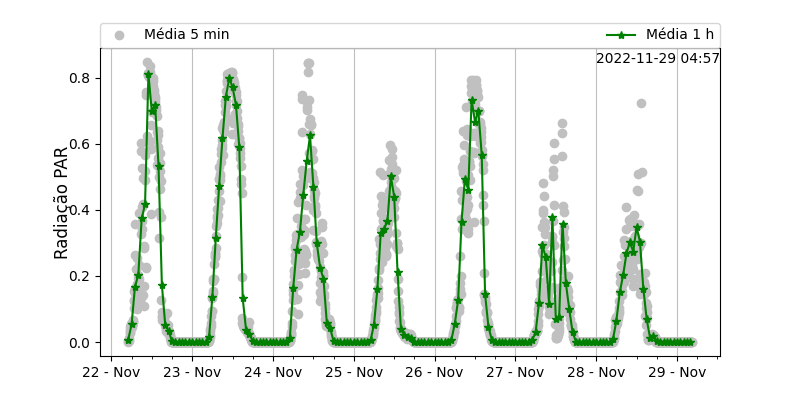 Média 5 min
Média 1 h
2022-11-29 04:57
Radiação PAR
0.8
0.6
0.4
0.2
0.0
22 - Nov
23 - Nov
24 - Nov
25 - Nov
26 - Nov
27 - Nov
28 - Nov
29 - Nov